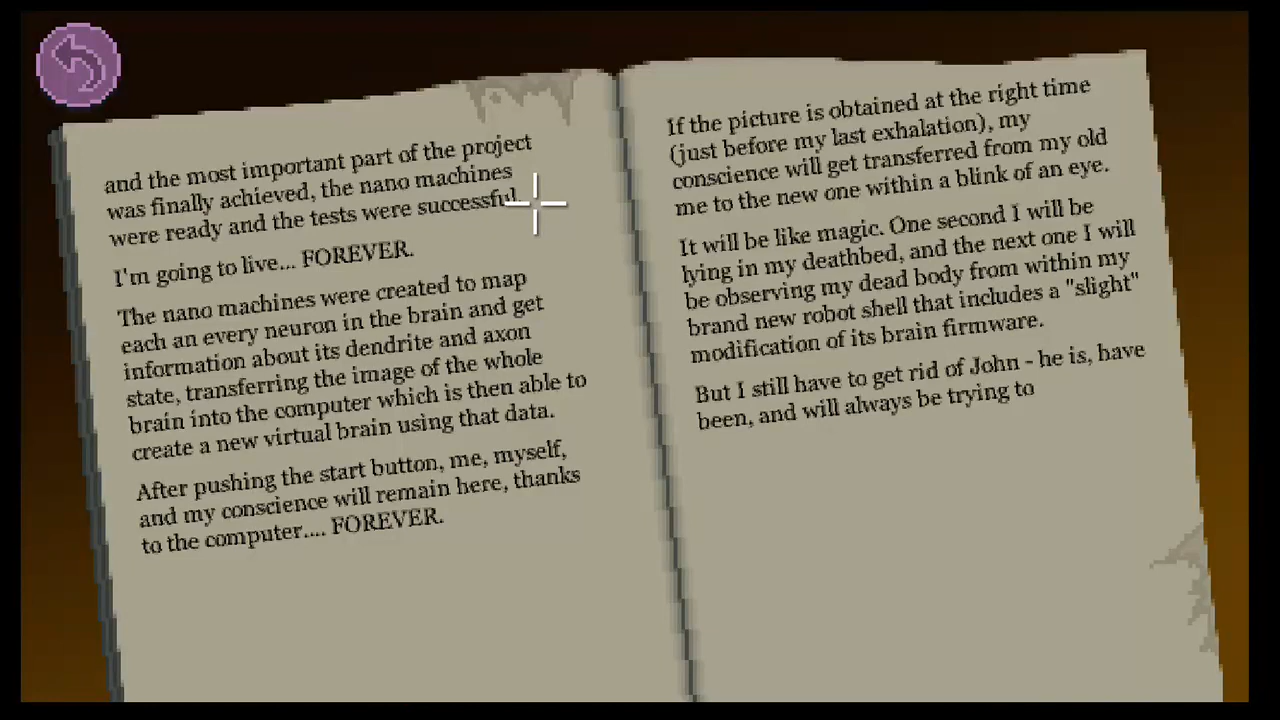 and the most important part of the project
was finally achieved, the nano machines
were ready and the tests were successful.
I'm going to live... FOREVER.
The nano machines were created to map
each an every neuron in the brain and get
information about its dendrite and axon
state, transferring the image of the whole
brain into the computer which is then able to
create a new virtual brain using that data.
After pushing the start button, me, myself,
and my conscience will remain here, thanks
to the computer.... FOREVER.
If the picture is obtained at the right time
(just before my last exhalation), my
conscience will get transferred from my old
me to the new one within a blink of an eye.
It will be like magic. One second I will be
lying in my deathbed, and the next one I will
be observing my dead body from within my
brand new robot shell that includes a "slight"
modification of its brain firmware.
But I still have to get rid of John - he is, have
been, and will always be trying to